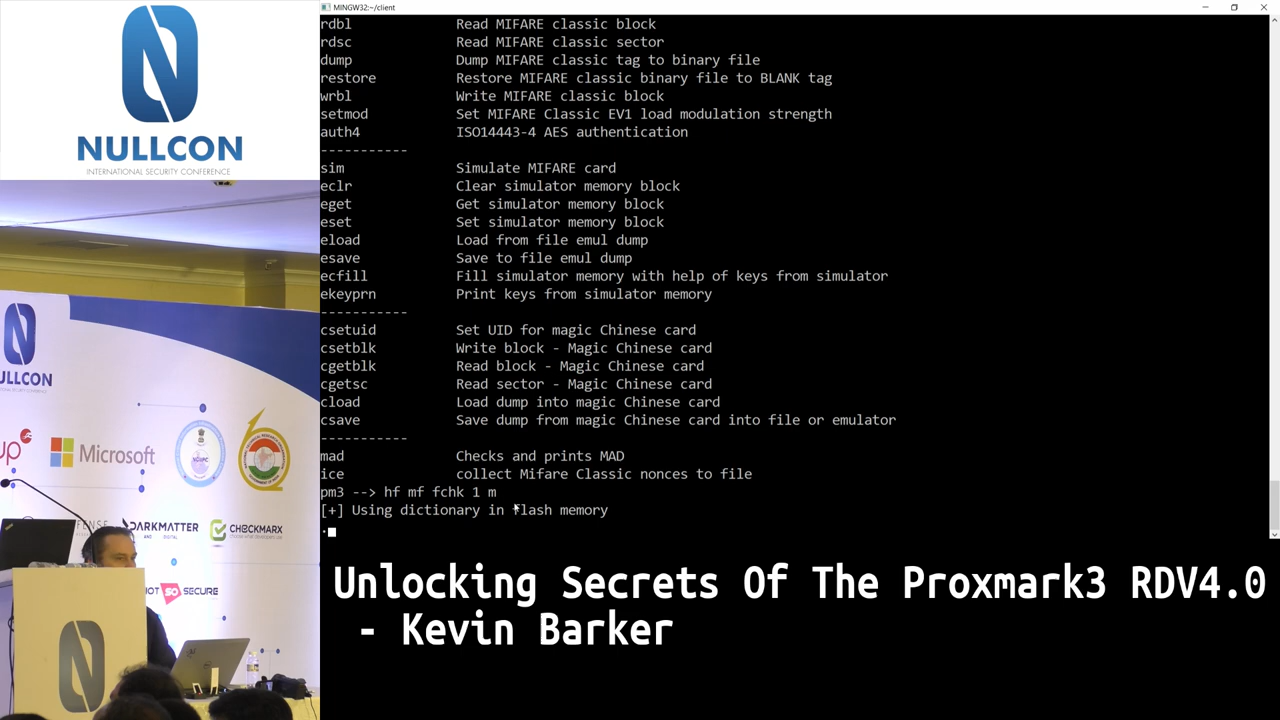 NULLCON
INTERNATIONAL SECURITY CONFERENCE
MINGW32:~/client
rdbl Read MIFARE classic block
rdsc Read MIFARE classic sector
dump Dump MIFARE classic tag to binary file
restore Restore MIFARE classic binary file to BLANK tag
wrbl Write MIFARE classic block
setmod Set MIFARE Classic EV1 load modulation strength
auth4 ISO14443-4 AES authentication
-----------
sim Simulate MIFARE card
eclr Clear simulator memory block
eget Get simulator memory block
eset Set simulator memory block
eload Load from file emul dump
esave Save to file emul dump
ecfill Fill simulator memory with help of keys from simulator
ekeyprn Print keys from simulator memory
-----------
csetuid Set UID for magic Chinese card
csetblk Write block - Magic Chinese card
cgetblk Read block - Magic Chinese card
cgetsc Read sector - Magic Chinese card
cload Load dump into magic Chinese card
csave Save dump from magic Chinese card into file or emulator
-----------
mad Checks and prints MAD
ice collect Mifare Classic nonces to file
pm3 --> hf mf fchk 1 m
[+] Using dictionary in flash memory
.
NULLCON
Microsoft
DARKMATTER
CHECKMARX
SECURE
Unlocking Secrets Of The Proxmark3 RDV4.0
- Kevin Barker